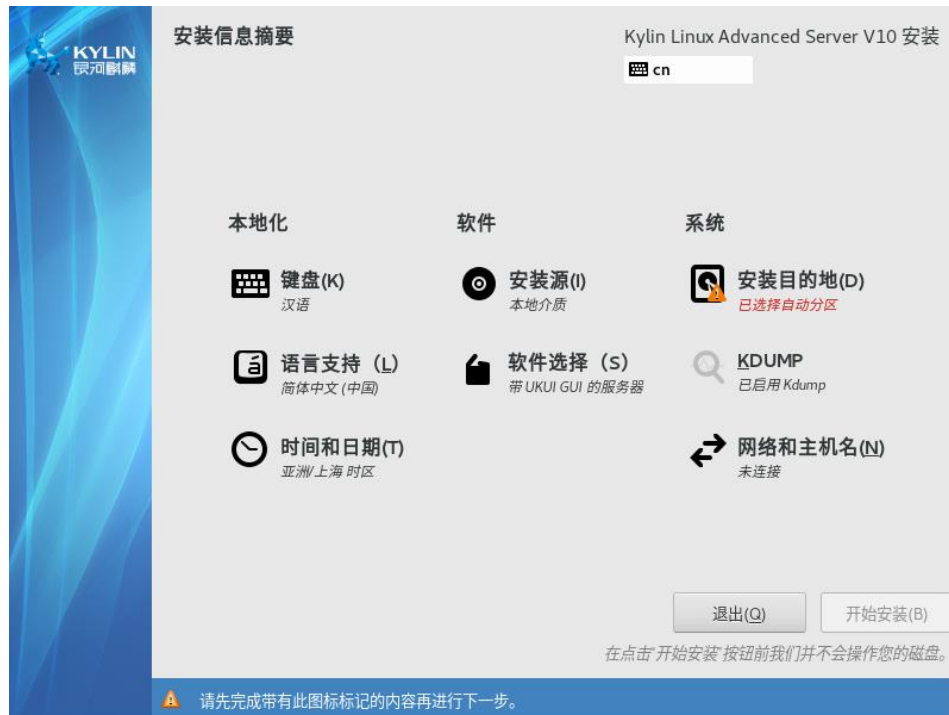 KYLIN
银河麒麟
安装信息摘要
Kylin Linux Advanced Server V10 安装
cn
本地化
软件
系统
键盘(K)
汉语
安装源(I)
本地介质
安装目的地(D)
已选择自动分区
语言支持（L)
简体中文 (中国)
软件选择（S）
带 UKUI GUI 的服务器
KDUMP
已启用 Kdump
时间和日期(T)
亚洲/上海 时区
网络和主机名(N)
未连接
退出(Q)
开始安装(B)
在点击'开始安装'按钮前我们并不会操作您的磁盘。
请先完成带有此图标标记的内容再进行下一步。